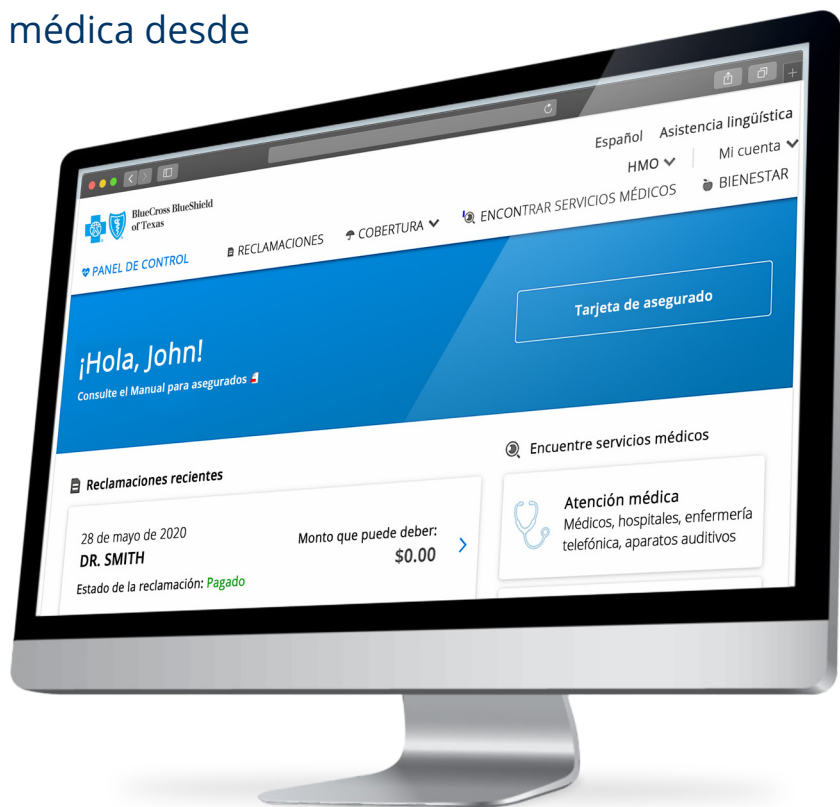 médica desde
Español Asistencia lingüística
HMO Mi cuenta
BlueCross BlueShield
of Texas
PANEL DE CONTROL RECLAMACIONES COBERTURA ENCONTRAR SERVICIOS MÉDICOS BIENESTAR
¡Hola, John!
Consulte el Manual para asegurados
Tarjeta de asegurado
Reclamaciones recientes
28 de mayo de 2020
DR. SMITH
Estado de la reclamación: Pagado
Monto que puede deber:
$0.00
Encuentre servicios médicos
Atención médica
Médicos, hospitales, enfermería
telefónica, aparatos auditivos